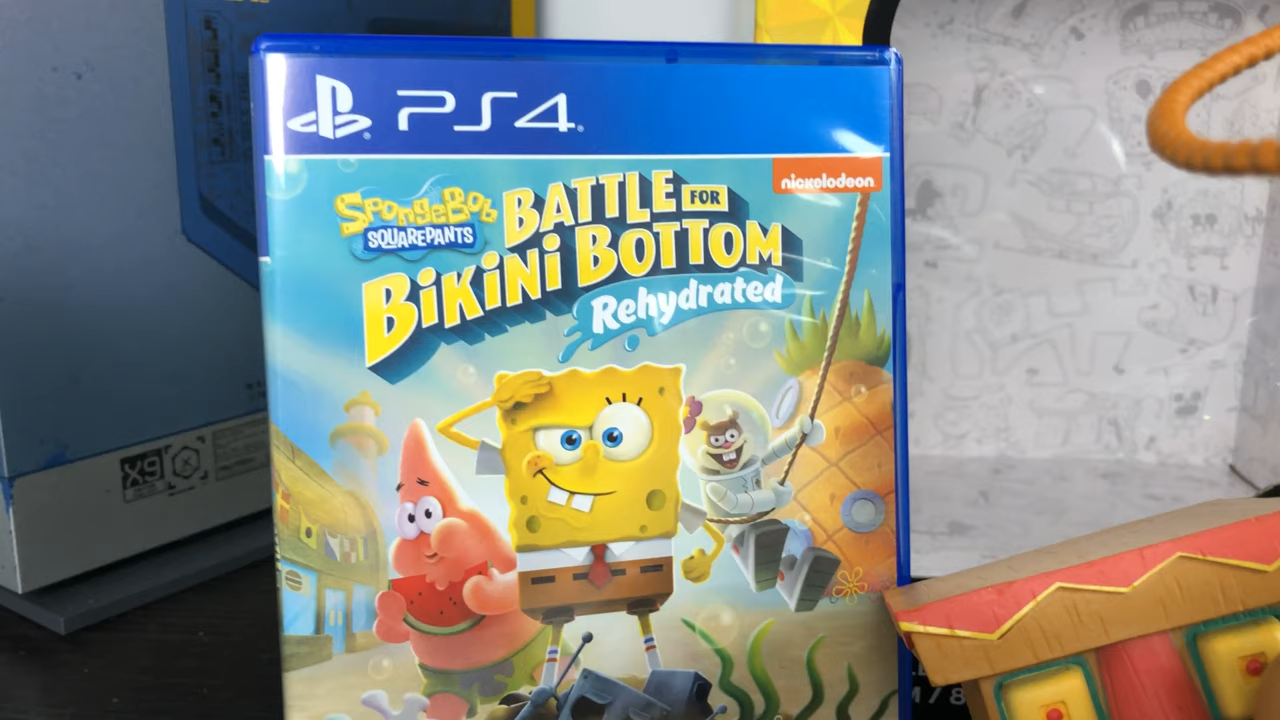 PS4
nickelodeon
SpongeBob
SQUAREPANTS
BATTLE FOR
BiKiNi BOTTOM
Rehydrated
X9